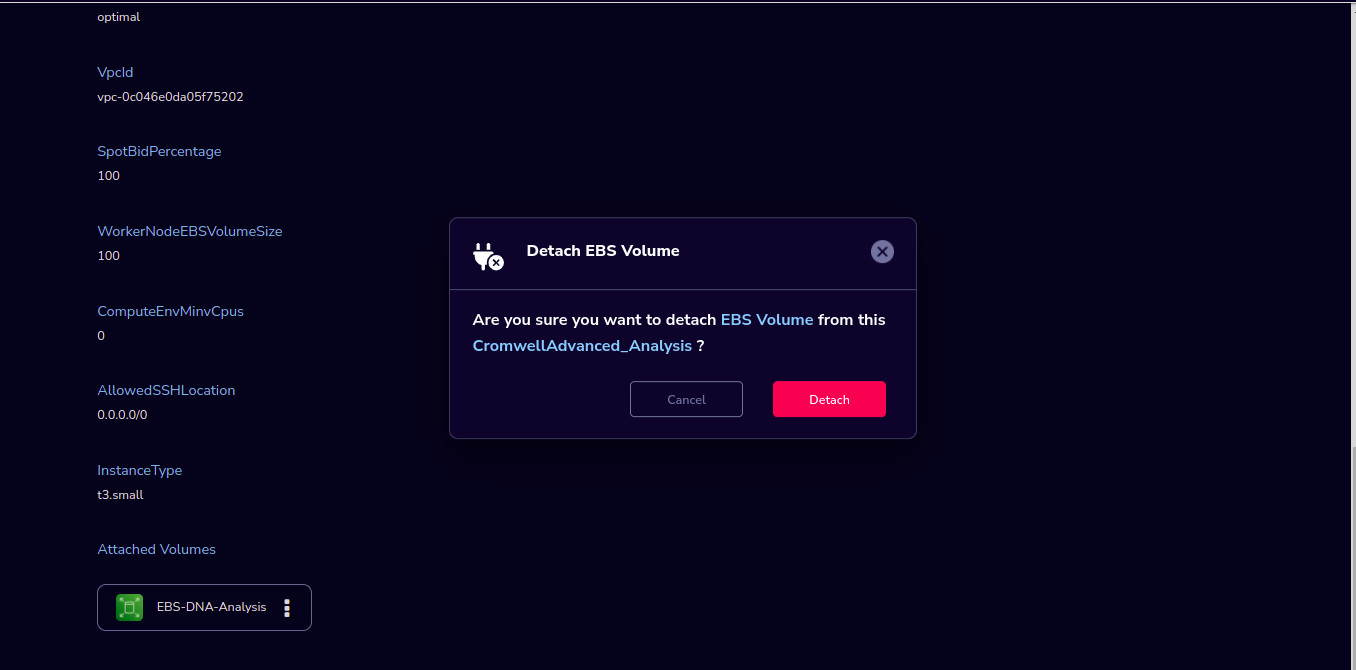 optimal
VpcId
vpc-0c046e0da05f75202
SpotBidPercentage
100
WorkerNodeEBSVolumeSize
100
ComputeEnvMinvCpus
0
AllowedSSHLocation
0.0.0.0/0
InstanceType
t3.small
Attached Volumes
EBS-DNA-Analysis
Detach EBS Volume
Are you sure you want to detach EBS Volume from this
CromwellAdvanced_Analysis ?
Cancel
Detach